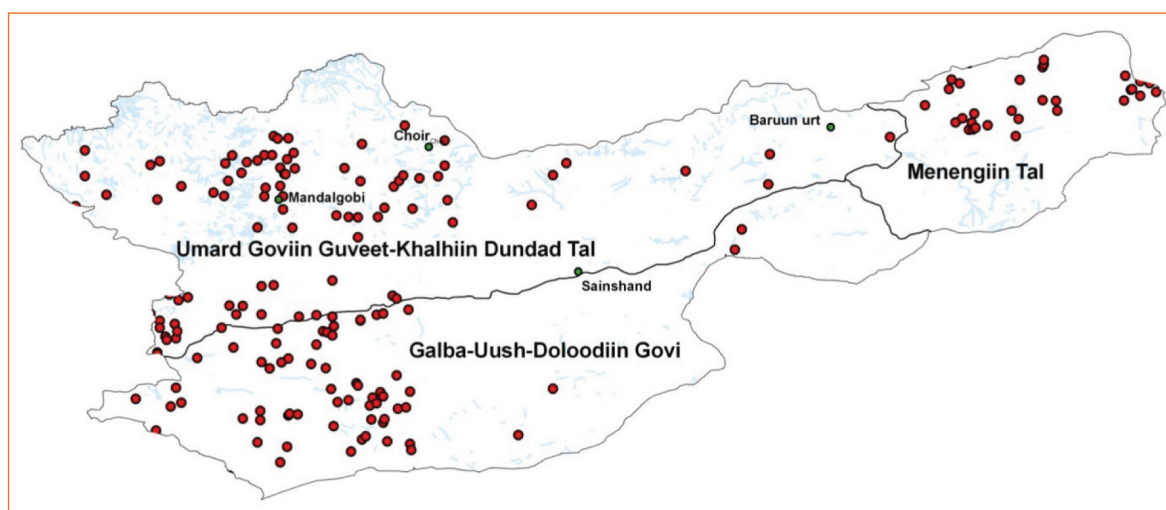 Choir
Baruun urt
Menengiin Tal
Mandalgobi
Umard Goviin Guveet-Khalhiin Dundad Tal
Sainshand
Galba-Uush-Doloodiin Govi